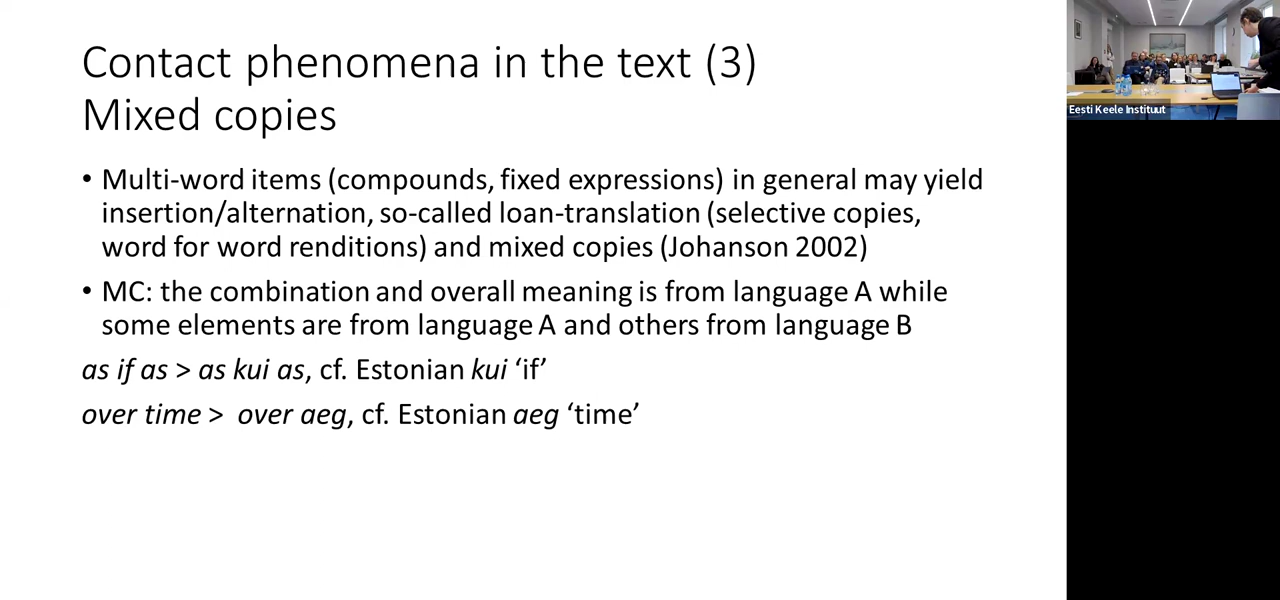 Contact phenomena in the text (3)
Mixed copies
• Multi-word items (compounds, fixed expressions) in general may yield
insertion/alternation, so-called loan-translation (selective copies,
word for word renditions) and mixed copies (Johanson 2002)
• MC: the combination and overall meaning is from language A while
some elements are from language A and others from language B
as if as > as kui as, cf. Estonian kui ‘if’
over time > over aeg, cf. Estonian aeg ‘time’
Eesti Keele Instituut